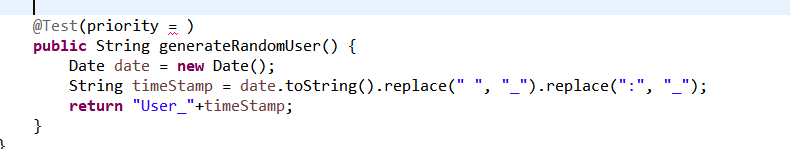 @Test(priority = )
public String generateRandomUser() {
Date date = new Date();
String timeStamp = date.toString().replace(" ", "_").replace(":", "_");
return "User_"+timeStamp;
}
}